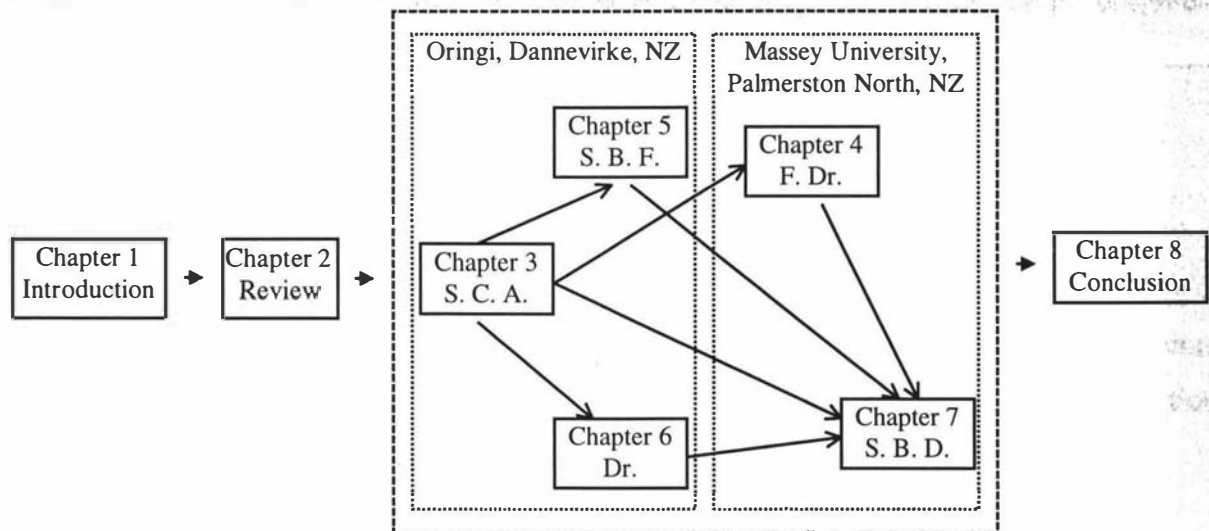 Oringi, Dannevirke, NZ
Massey University,
Palmerston North, NZ
Chapter 5
S. B. F.
Chapter 4
F. Dr.
Chapter 1
Introduction
Chapter 2
Review
Chapter 3
S. C. A.
Chapter 8
Conclusion
Chapter 6
Dr.
Chapter 7
S. B. D.